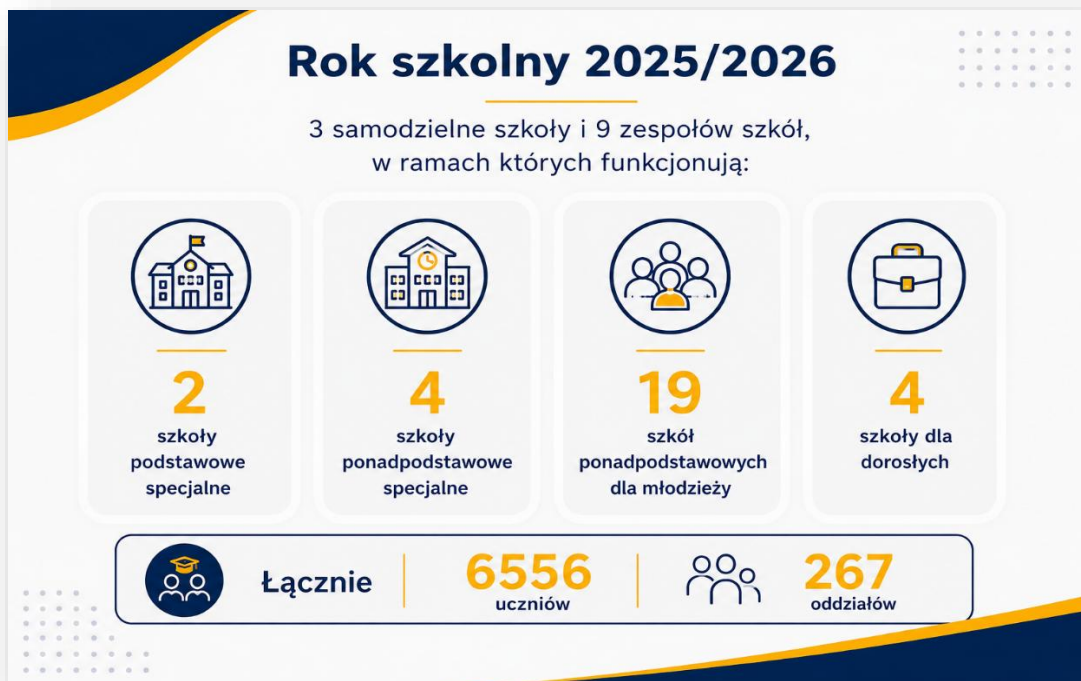 Rok szkolny 2025/2026
3 samodzielne szkoły i 9 zespołów szkół,
w ramach których funkcjonują:
2
szkoły
podstawowe
specjalne
4
szkoły
ponadpodstawowe
specjalne
19
szkół
ponadpodstawowych
dla młodzieży
4
szkoły dla
dorosłych
Łącznie
6556
uczniów
267
oddziałów